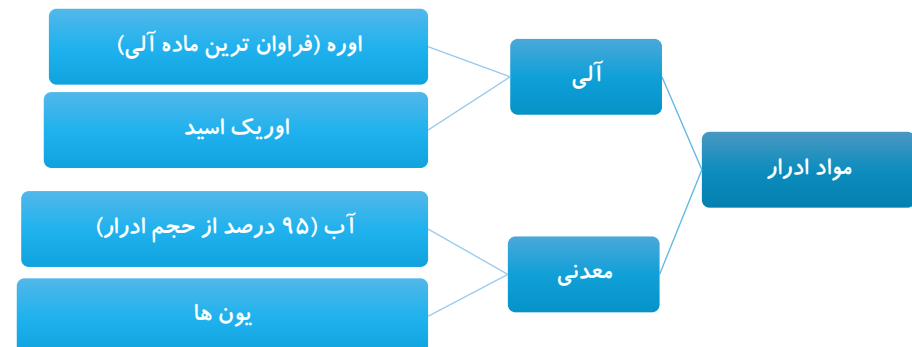 مواد ادرار
آلی
اوره (فراوان ترین ماده آلی)
اوریک اسید
معدنی
آب (۹۵ درصد از حجم ادرار)
یون ها